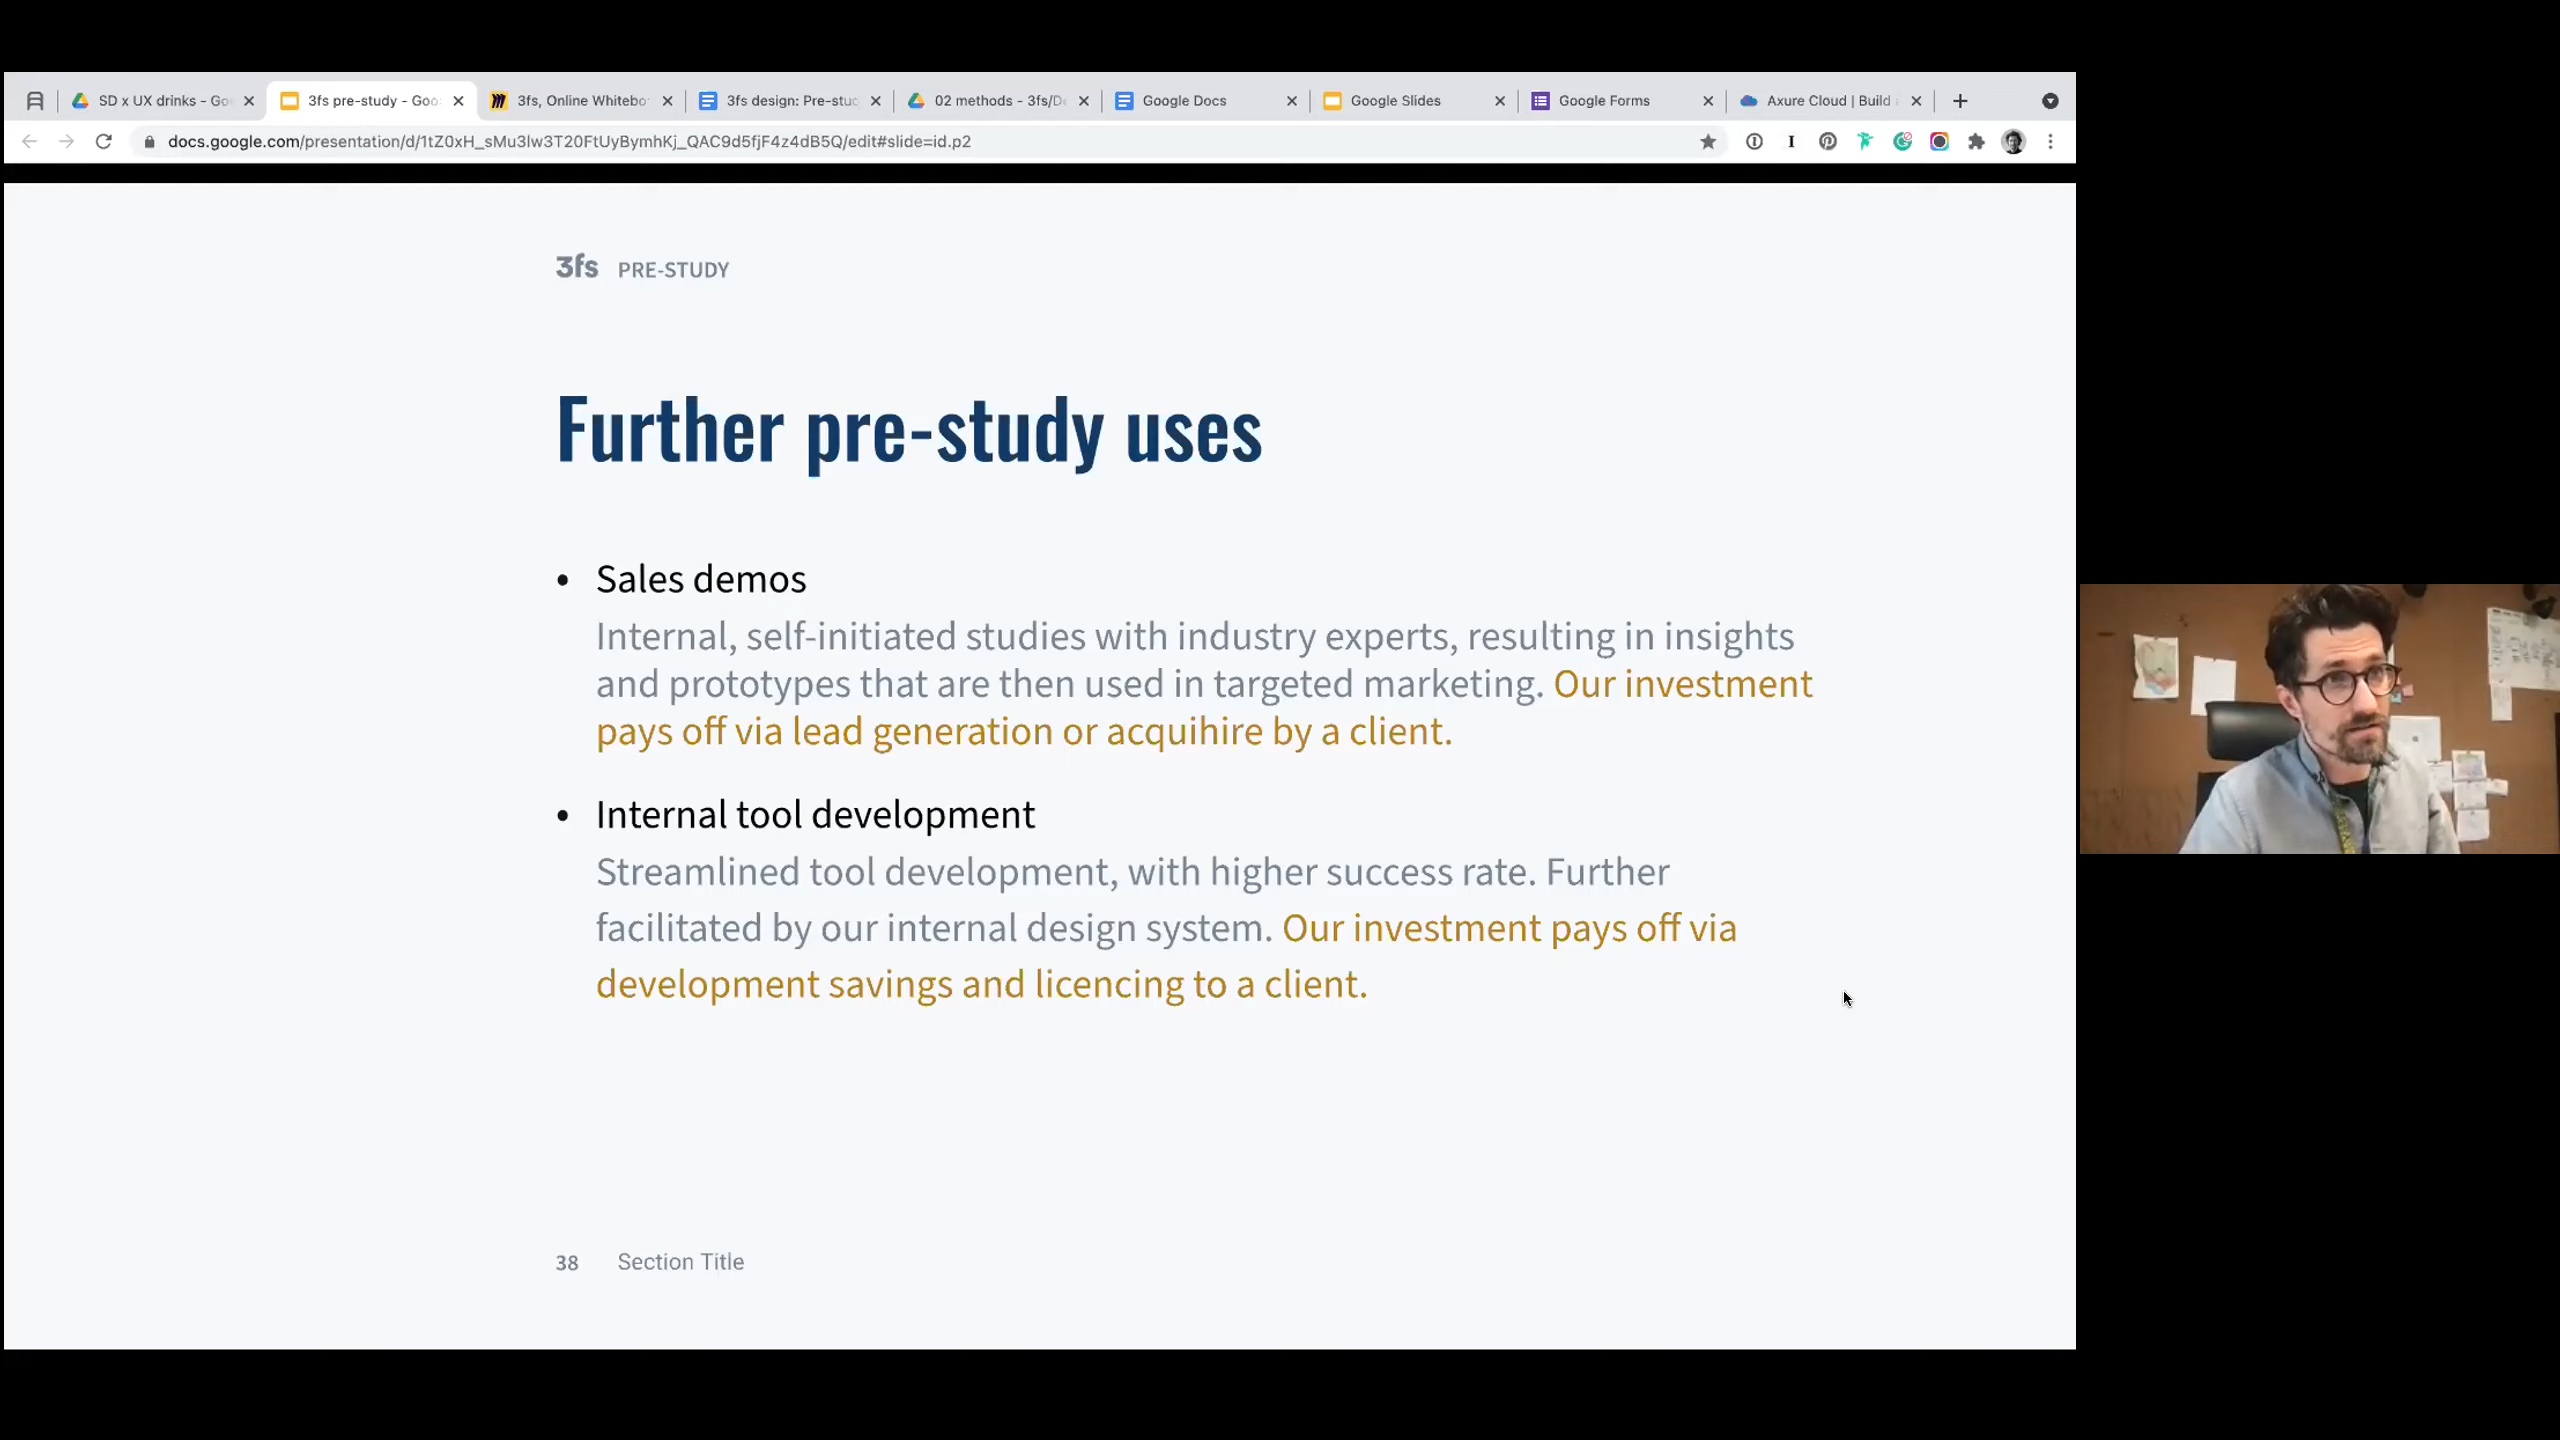 SD x UX drinks - Go
3fs pre-study - Goo
3fs, Online Whitebo
3fs design: Pre-stud
02 methods - 3fs/De
Google Docs
Google Slides
Google Forms
Axure Cloud | Build
docs.google.com/presentation/d/1tZ0xH_sMu3lw3T20FtUyBymhKj_QAC9d5fjF4z4dB5Q/edit#slide=id.p2
3fs PRE-STUDY
Further pre-study uses
• Sales demos
Internal, self-initiated studies with industry experts, resulting in insights
and prototypes that are then used in targeted marketing. Our investment
pays off via lead generation or acquihire by a client.
• Internal tool development
Streamlined tool development, with higher success rate. Further
facilitated by our internal design system. Our investment pays off via
development savings and licencing to a client.
38 Section Title